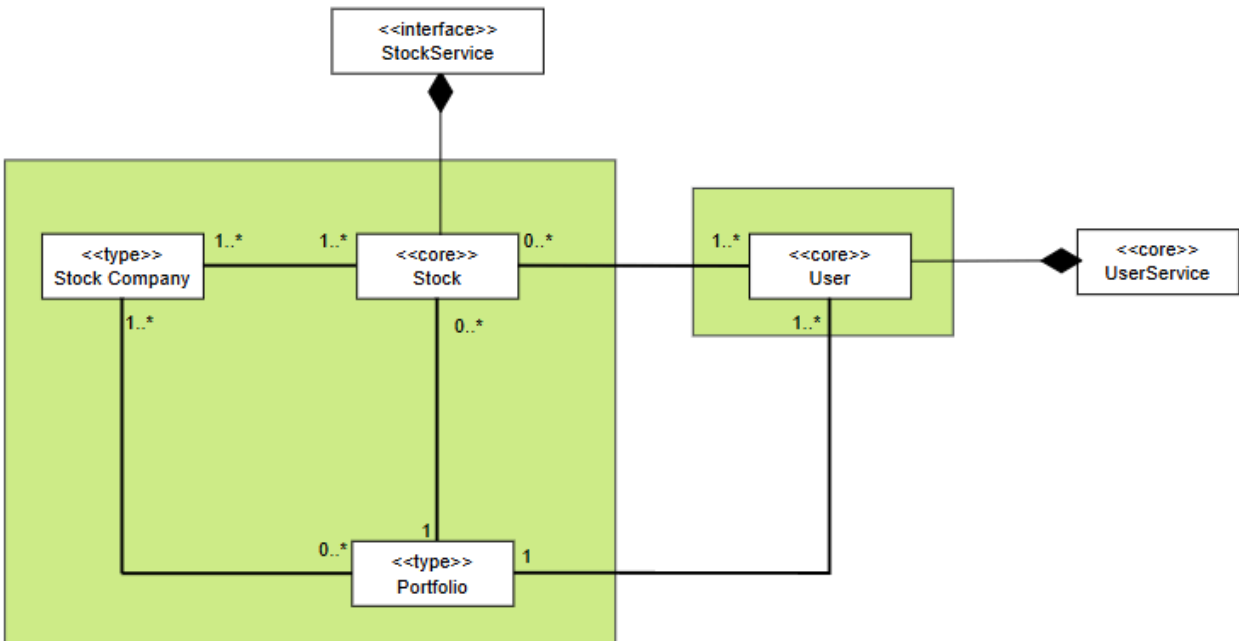 <<interface>>
StockService
<<type>>
Stock Company
1..*
1..*
<<core>>
Stock
0..*
1..*
<<core>>
User
<<core>>
UserService
1..*
0..*
1..*
0..*
1
<<type>>
Portfolio
1